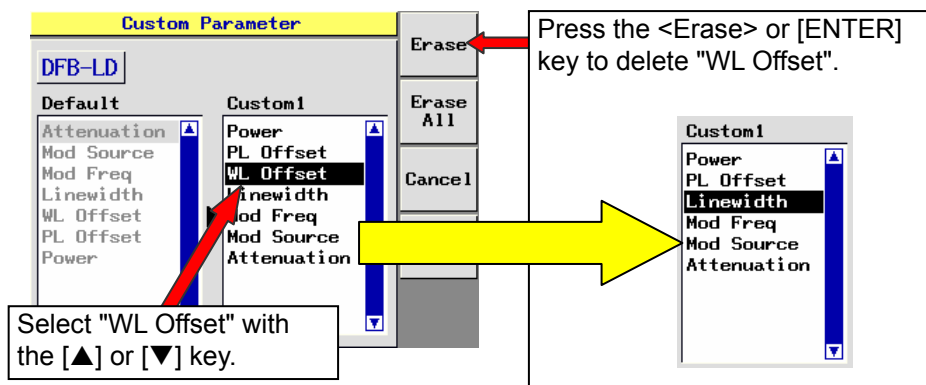 Custom Parameter
DFB-LD
Default
Attenuation
Mod Source
Mod Freq
Linewidth
WL Offset
PL Offset
Power
Custom1
Power
PL Offset
WL Offset
Linewidth
Mod Freq
Mod Source
Attenuation
Erase
Erase
All
Cancel
Select "WL Offset" with
the [▲] or [▼] key.
Press the <Erase> or [ENTER]
key to delete "WL Offset".
Custom1
Power
PL Offset
Linewidth
Mod Freq
Mod Source
Attenuation